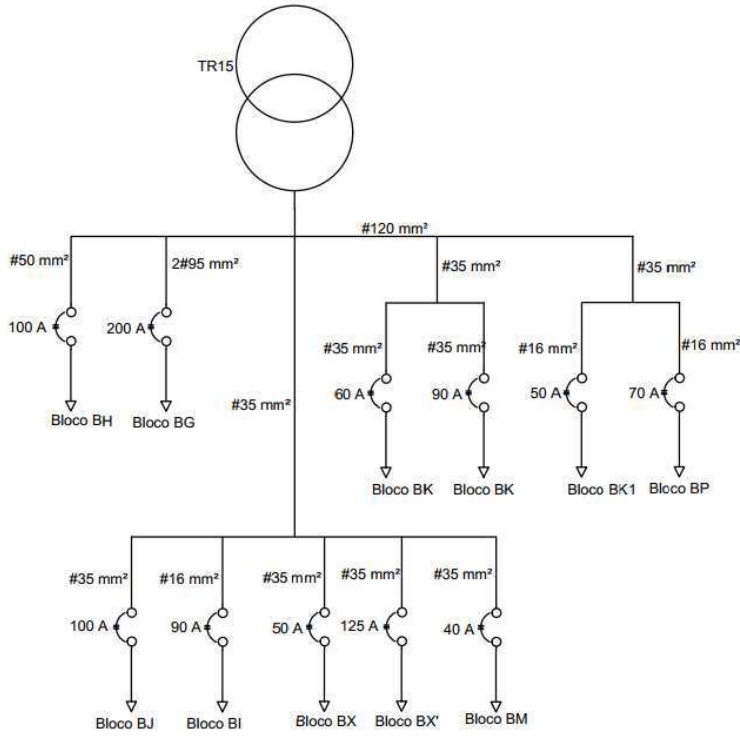 TR15
#120 mm²
#50 mm²
2#95 mm²
#35 mm²
#35 mm²
100 A
200 A
#35 mm²
#35 mm²
#16 mm²
#16 mm²
60 A
90 A
50 A
70 A
#35 mm²
Bloco BH
Bloco BG
Bloco BK
Bloco BK
Bloco BK1
Bloco BP
#35 mm²
#16 mm²
#35 mm²
#35 mm²
#35 mm²
100 A
90 A
50 A
125 A
40 A
Bloco BJ
Bloco BI
Bloco BX
Bloco BX'
Bloco BM